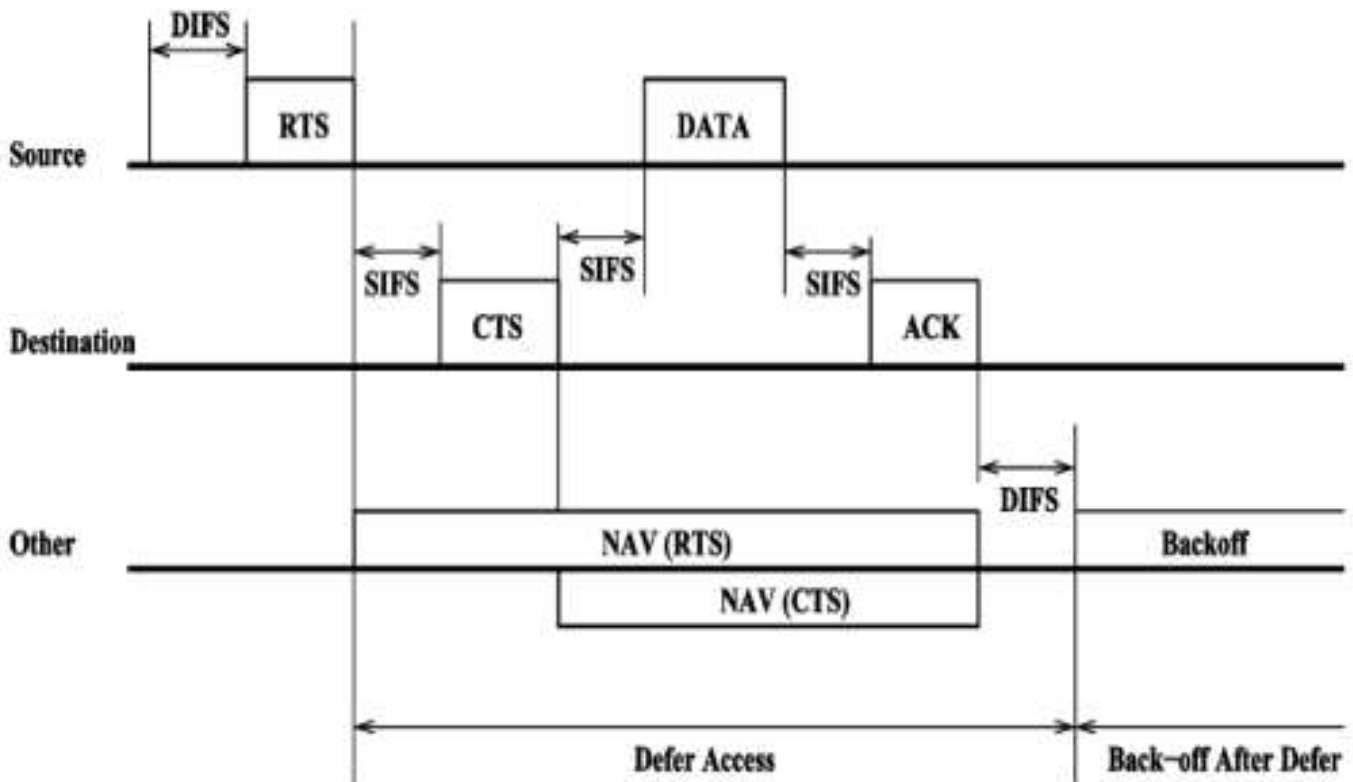 DIFS
RTS
DATA
Source
SIFS
SIFS
SIFS
CTS
ACK
Destination
DIFS
Other
NAV (RTS)
Backoff
NAV (CTS)
Defer Access
Back-off After Defer